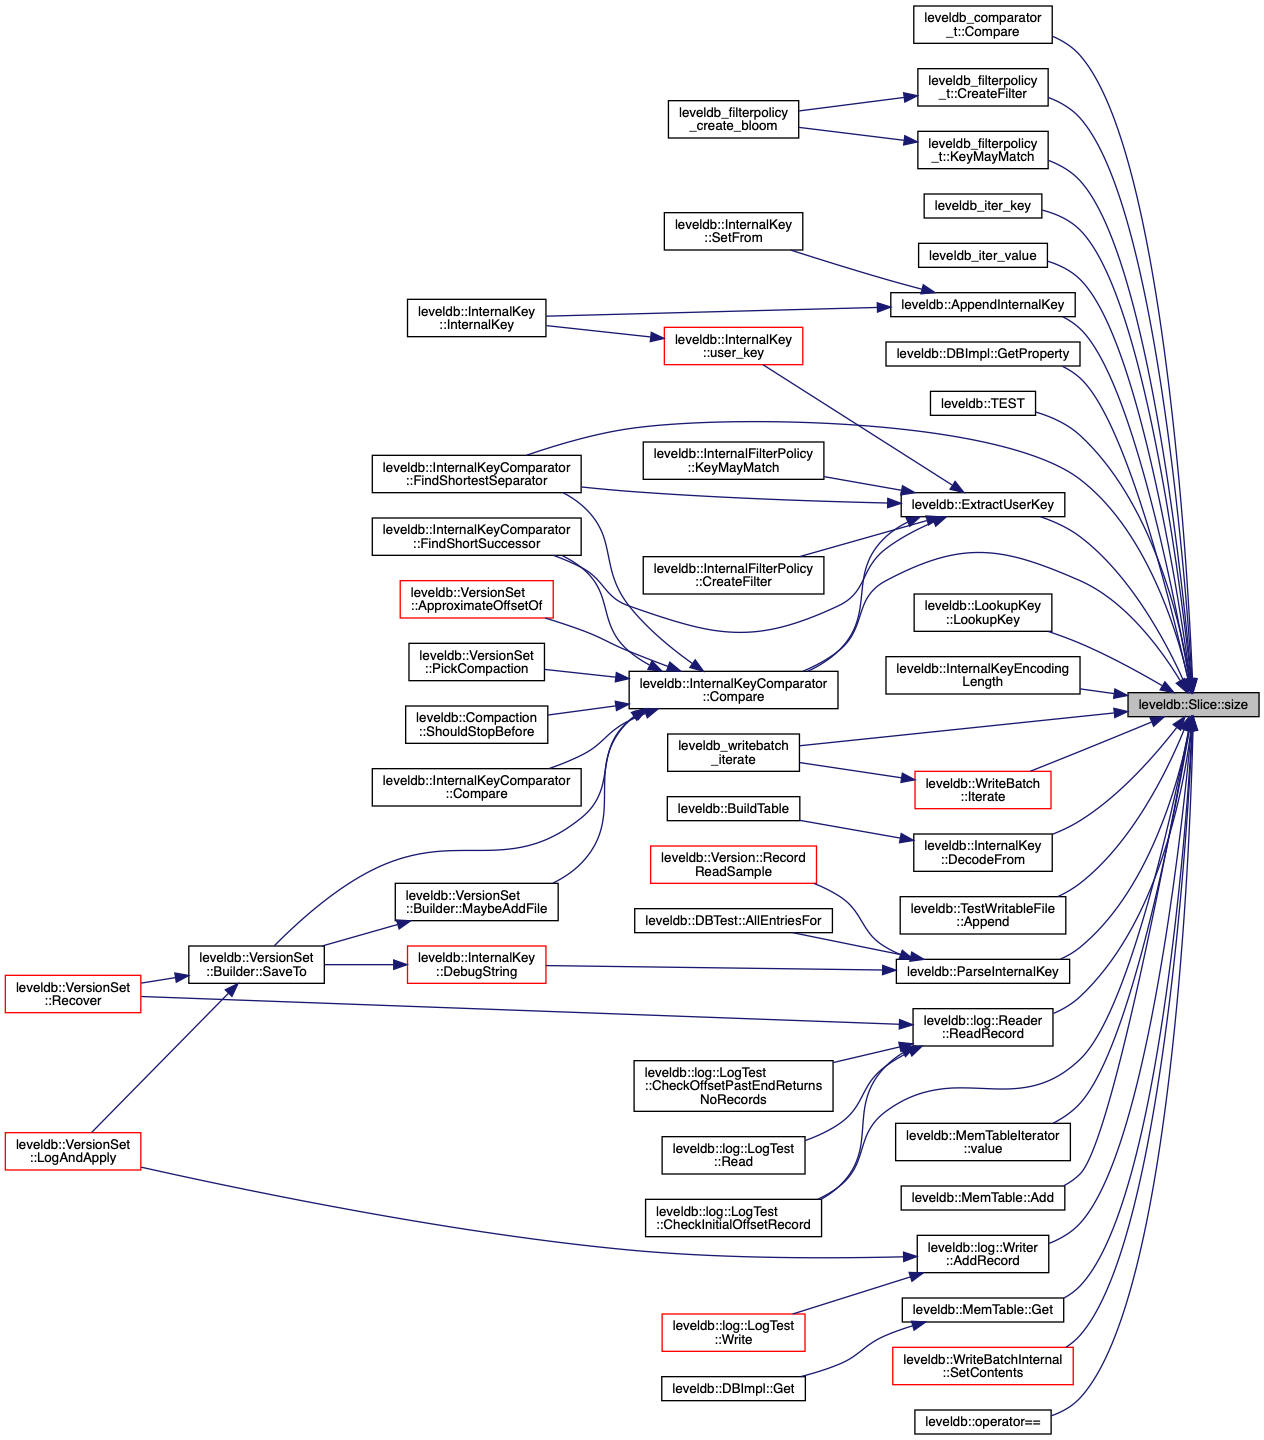 leveldb_comparator
_t::Compare
leveldb_filterpolicy
_t::CreateFilter
leveldb_filterpolicy
_create_bloom
leveldb_filterpolicy
_t::KeyMayMatch
leveldb_iter_key
leveldb::InternalKey
::SetFrom
leveldb_iter_value
leveldb::AppendInternalKey
leveldb::InternalKey
::InternalKey
leveldb::InternalKey
::user_key
leveldb::DBImpl::GetProperty
leveldb::TEST
leveldb::InternalKeyComparator
::FindShortestSeparator
leveldb::InternalFilterPolicy
::KeyMayMatch
leveldb::ExtractUserKey
leveldb::InternalKeyComparator
::FindShortSuccessor
leveldb::InternalFilterPolicy
::CreateFilter
leveldb::VersionSet
::ApproximateOffsetOf
leveldb::LookupKey
::LookupKey
leveldb::VersionSet
::PickCompaction
leveldb::InternalKeyComparator
::Compare
leveldb::InternalKeyEncoding
Length
leveldb::Slice::size
leveldb::Compaction
::ShouldStopBefore
leveldb_writebatch
_iterate
leveldb::InternalKeyComparator
::Compare
leveldb::WriteBatch
::Iterate
leveldb::BuildTable
leveldb::InternalKey
::DecodeFrom
leveldb::Version::Record
ReadSample
leveldb::VersionSet
::Builder::MaybeAddFile
leveldb::DBTest::AllEntriesFor
leveldb::TestWritableFile
::Append
leveldb::VersionSet
::Builder::SaveTo
leveldb::InternalKey
::DebugString
leveldb::ParseInternalKey
leveldb::VersionSet
::Recover
leveldb::log::Reader
::ReadRecord
leveldb::log::LogTest
::CheckOffsetPastEndReturns
NoRecords
leveldb::VersionSet
::LogAndApply
leveldb::log::LogTest
::Read
leveldb::MemTableIterator
::value
leveldb::log::LogTest
::CheckInitialOffsetRecord
leveldb::MemTable::Add
leveldb::log::Writer
::AddRecord
leveldb::log::LogTest
::Write
leveldb::MemTable::Get
leveldb::DBImpl::Get
leveldb::WriteBatchInternal
::SetContents
leveldb::operator==